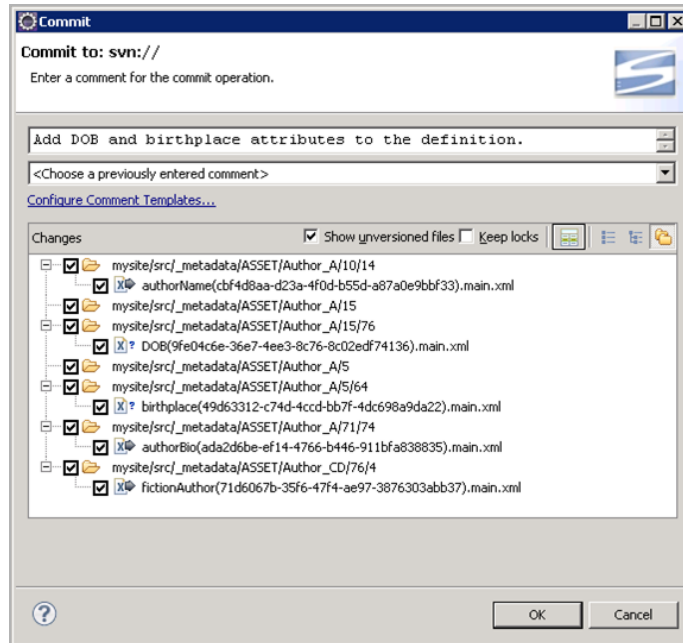 Commit
Commit to: svn://
Enter a comment for the commit operation.
Add DOB and birthplace attributes to the definition.
<Choose a previously entered comment>
Configure Comment Templates...
Changes Show unversioned files Keep locks
mysite/src/_metadata/ASSET/Author_A/10/14
authorName(cbf4d8aa-d23a-4f0d-b55d-a87a0e9bbf33).main.xml
mysite/src/_metadata/ASSET/Author_A/15
mysite/src/_metadata/ASSET/Author_A/15/76
DOB(9fe04c6e-36e7-4ee3-8c76-8c02edf74136).main.xml
mysite/src/_metadata/ASSET/Author_A/5
mysite/src/_metadata/ASSET/Author_A/5/64
birthplace(49d63312-c74d-4ccd-bb7f-4dc698a9da22).main.xml
mysite/src/_metadata/ASSET/Author_A/71/74
authorBio(ada2d6be-ef14-4766-b446-911bfa838835).main.xml
mysite/src/_metadata/ASSET/Author_CD/76/4
fictionAuthor(71d6067b-35f6-47f4-ae97-3876303abb37).main.xml
OK Cancel